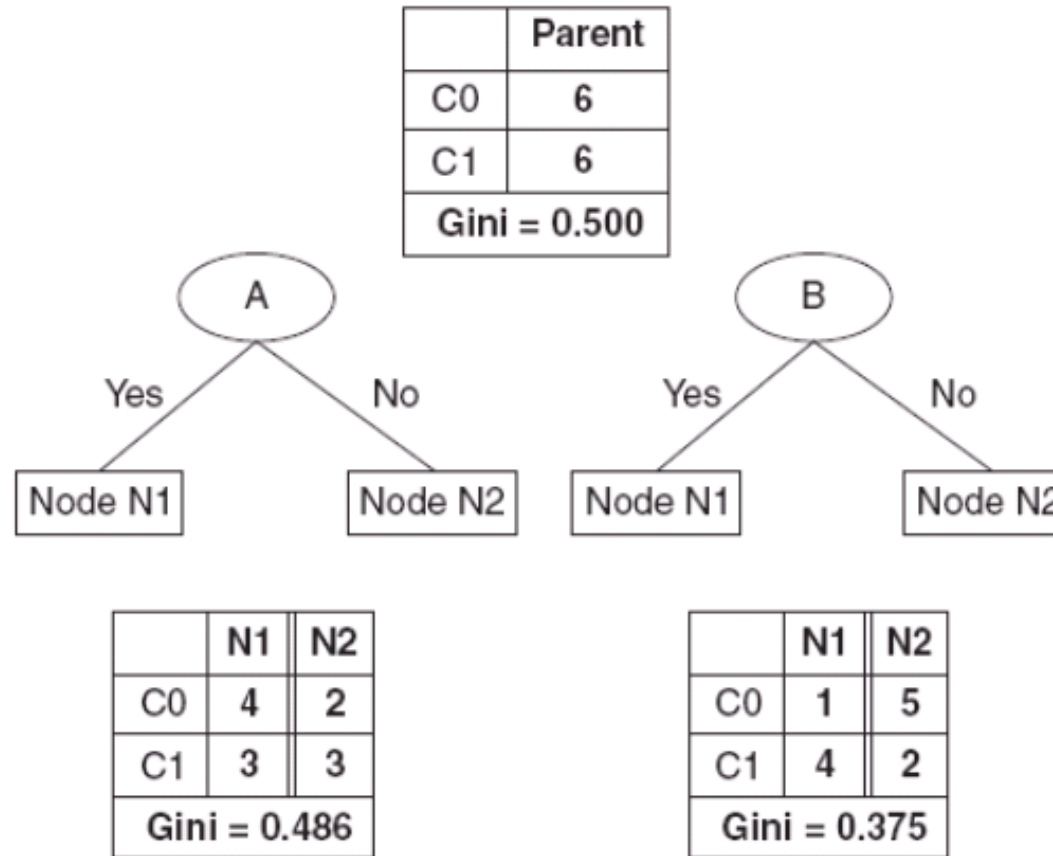 Parent
C0 6
C1 6
Gini = 0.500
A B
Yes No Yes No
Node N1 Node N2 Node N1 Node N2
N1 N2 N1 N2
C0 4 2 C0 1 5
C1 3 3 C1 4 2
Gini = 0.486 Gini = 0.375